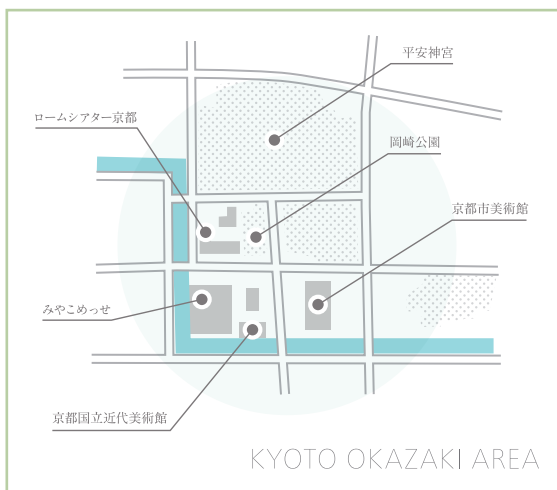 平安神宮
ロームシアター京都
岡崎公園
京都市美術館
みやこめっせ
京都国立近代美術館
KYOTO OKAZAKI AREA